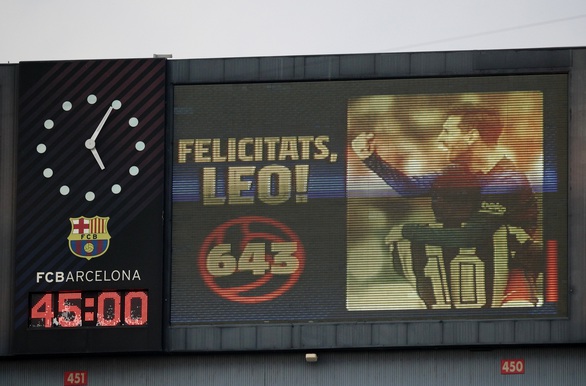 FELICITATS,
LEO!
643
10
FCB
FCBARCELONA
45:00
451
450